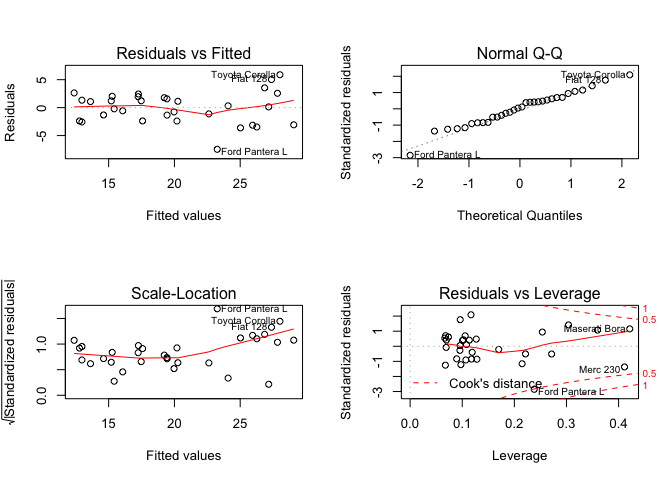 Residuals vs Fitted
Residuals
5
0
-5
15
20
25
Fitted values
Toyota Corolla
Fiat 128
Ford Pantera L
Normal Q-Q
Standardized residuals
1
-1
-3
-2
-1
0
1
2
Theoretical Quantiles
Toyota Corolla
Fiat 128
Ford Pantera L
Scale-Location
√|Standardized residuals|
1.0
0.0
15
20
25
Fitted values
Ford Pantera L
Toyota Corolla
Fiat 128
Residuals vs Leverage
Standardized residuals
1
-1
-3
0.0
0.1
0.2
0.3
0.4
Leverage
Maserati Bora
Merc 230
Ford Pantera L
Cook's distance
1
0.5
0.5
1